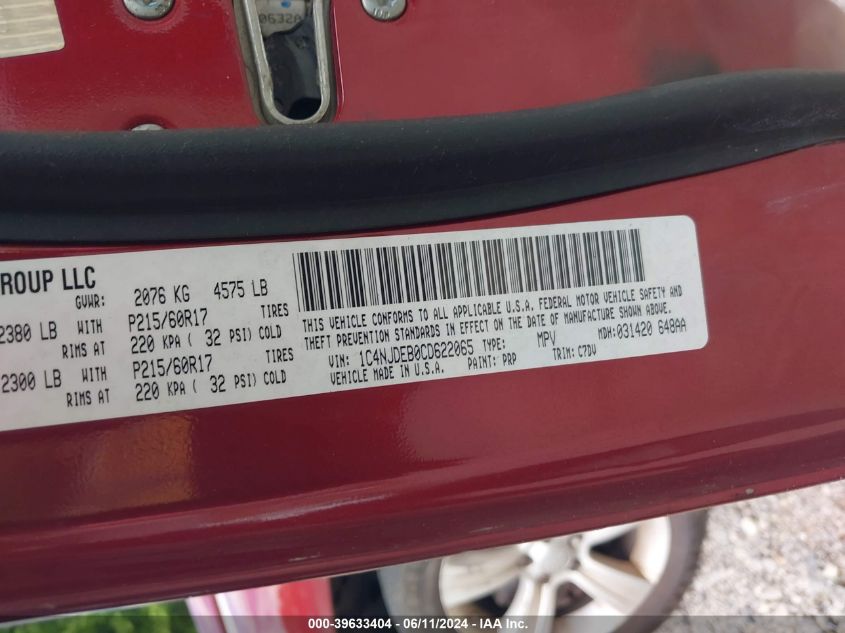 0632A
ROUP LLC
GVWR: 2076 KG 4575 LB
2380 LB WITH P215/60R17 TIRES
RIMS AT 220 KPA ( 32 PSI) COLD
2300 LB WITH P215/60R17 TIRES
RIMS AT 220 KPA ( 32 PSI) COLD
THIS VEHICLE CONFORMS TO ALL APPLICABLE U.S.A. FEDERAL MOTOR VEHICLE SAFETY AND
THEFT PREVENTION STANDARDS IN EFFECT ON THE DATE OF MANUFACTURE SHOWN ABOVE.
VIN: 1C4NJDEB0CD622065 TYPE: MPV MDH: 031420 648AA
VEHICLE MADE IN U.S.A. PAINT: PRP TRIM: C7DV
000-39633404 - 06/11/2024 - IAA Inc.